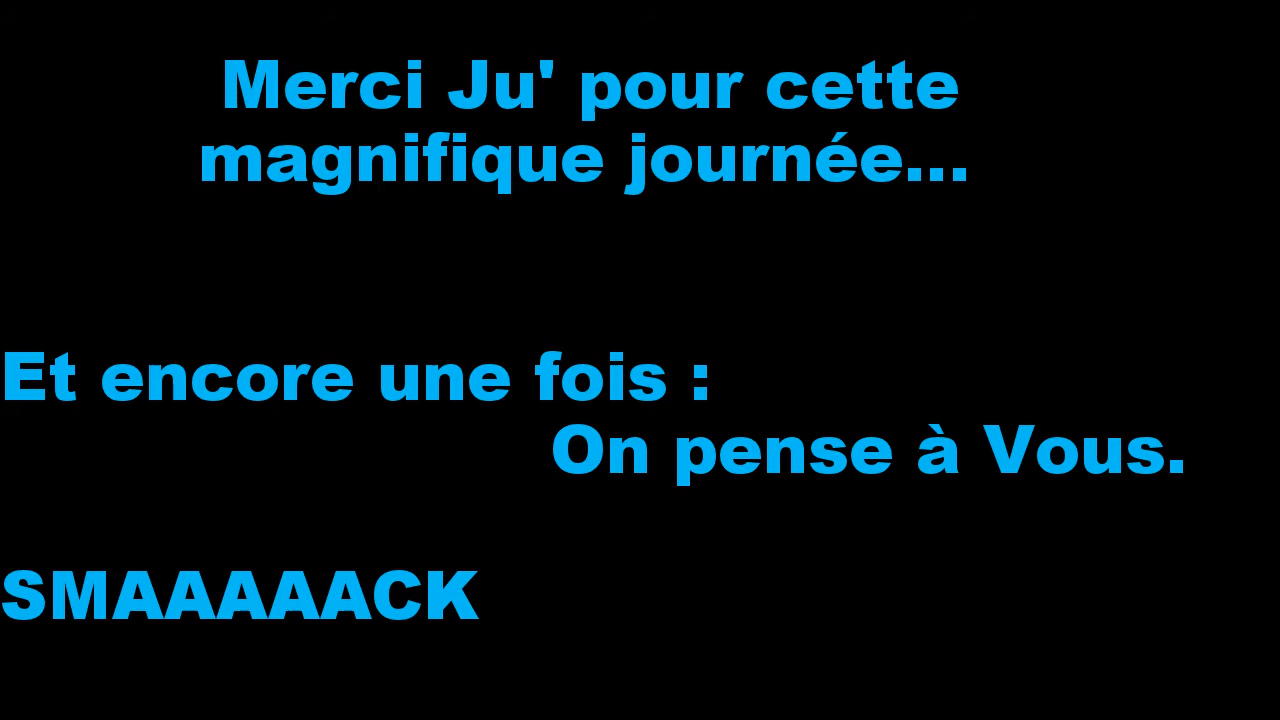 Merci Ju' pour cette
magnifique journée...
Et encore une fois :
On pense à Vous.
SMAAAAACK